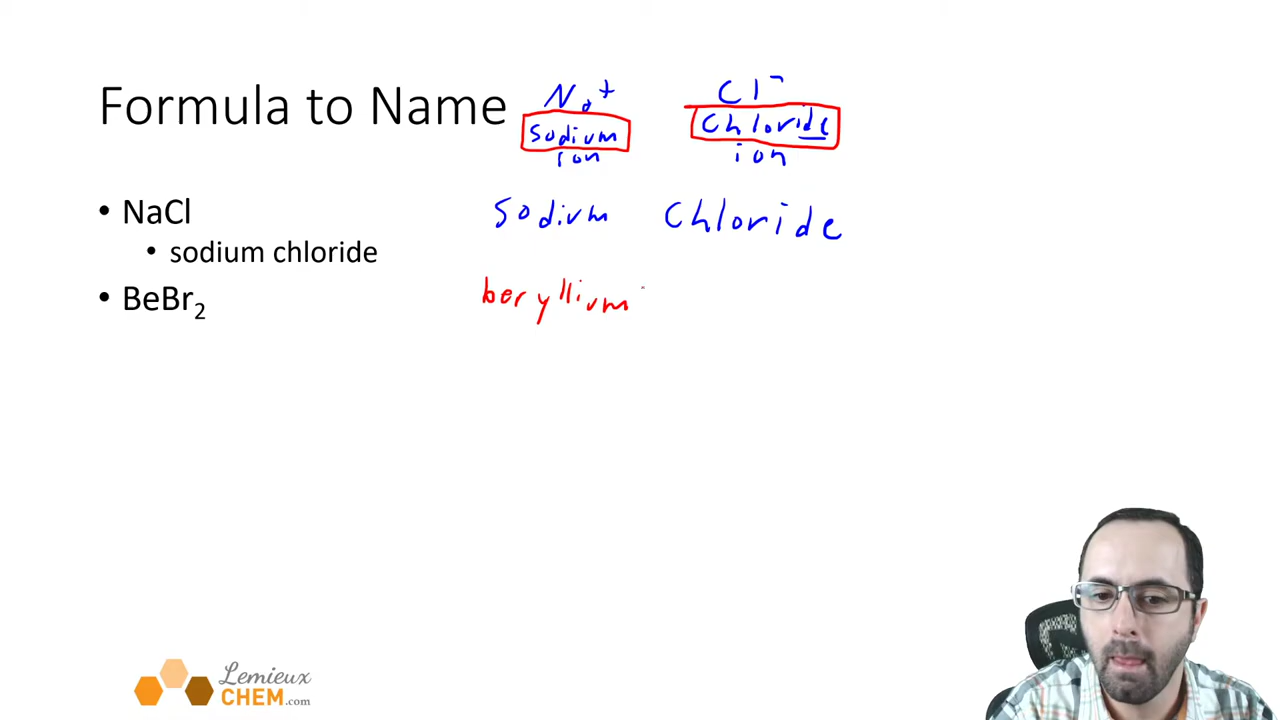 Formula to Name
Na+ Cl-
sodium chloride
ion ion
• NaCl
sodium chloride
• sodium chloride
• BeBr₂
beryllium
Lemieux
CHEM.com